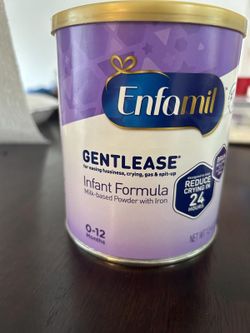 Enfamil
GENTLEASE®
for easing fussiness, crying, gas & spit-up
Infant Formula
Milk-based Powder with Iron
REDUCE
CRYING IN
24
HOURS
0-12
Months
NET WT